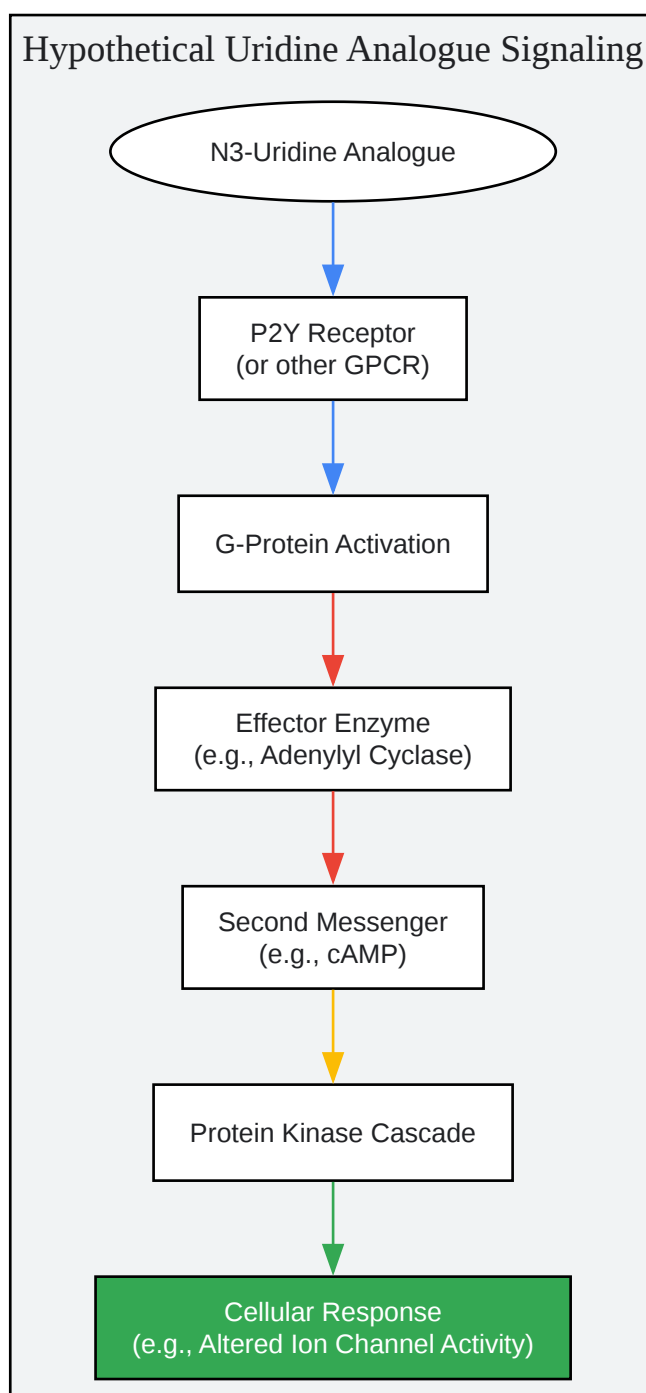 Hypothetical Uridine Analogue Signaling
N3-Uridine Analogue
P2Y Receptor
(or other GPCR)
G-Protein Activation
Effector Enzyme
(e.g., Adenylyl Cyclase)
Second Messenger
(e.g., cAMP)
Protein Kinase Cascade
Cellular Response
(e.g., Altered Ion Channel Activity)